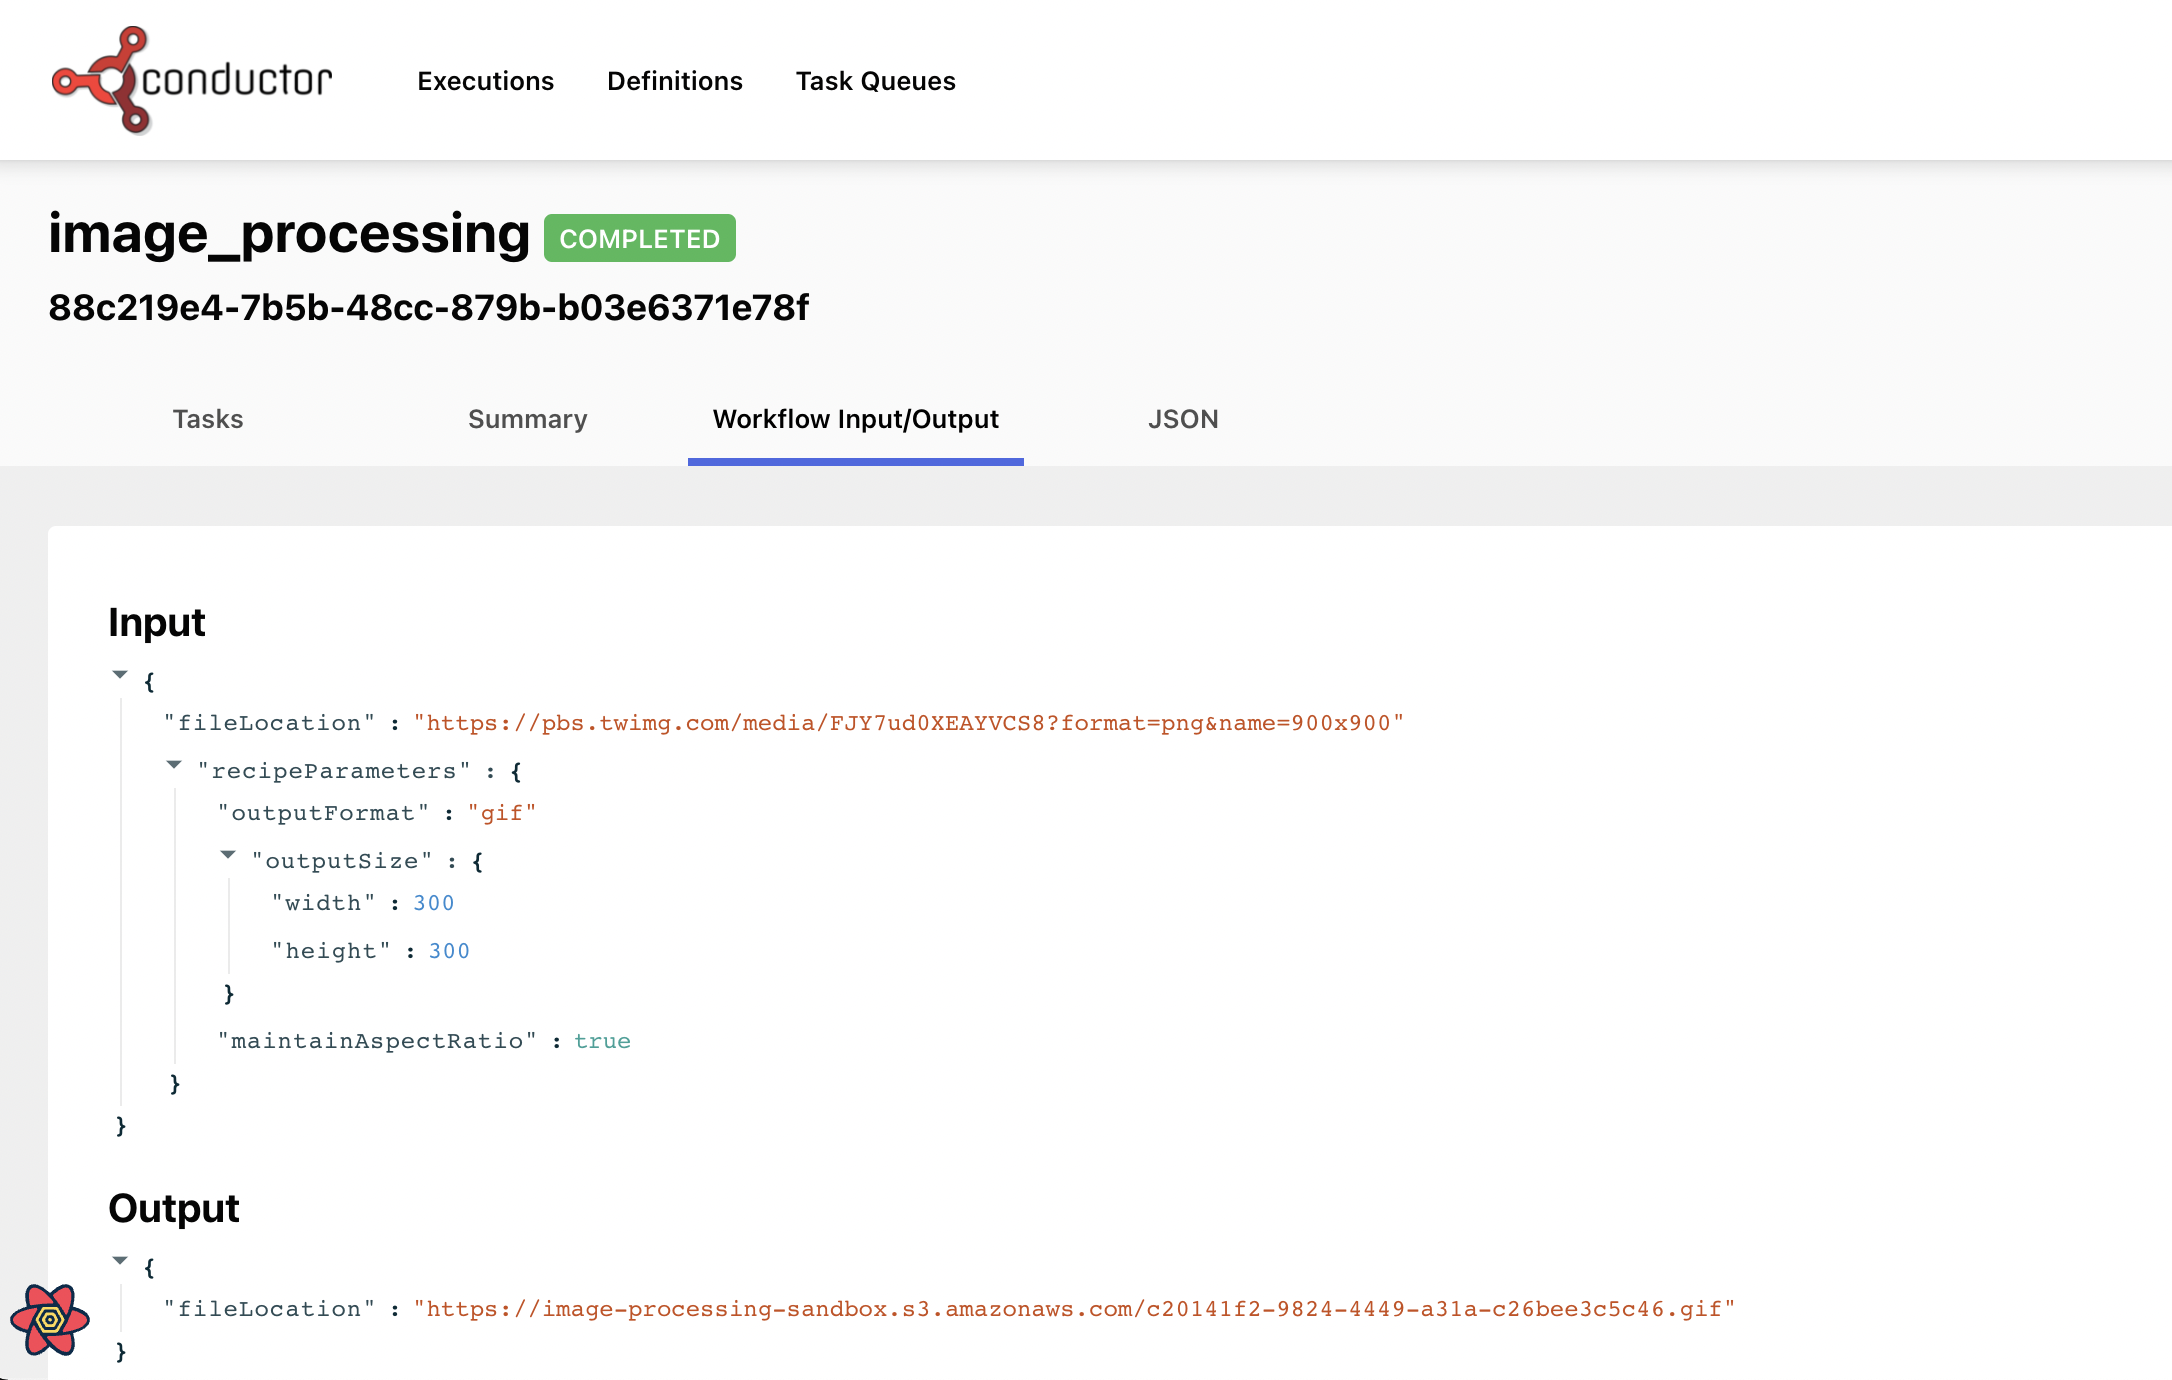 conductor
Executions Definitions Task Queues
image_processing COMPLETED
88c219e4-7b5b-48cc-879b-b03e6371e78f
Tasks Summary Workflow Input/Output JSON
Input
{
"fileLocation" : "https://pbs.twimg.com/media/FJY7ud0XEAYVCS8?format=png&name=900x900"
"recipeParameters" : {
"outputFormat" : "gif"
"outputSize" : {
"width" : 300
"height" : 300
}
"maintainAspectRatio" : true
}
}
Output
{
"fileLocation" : "https://image-processing-sandbox.s3.amazonaws.com/c20141f2-9824-4449-a31a-c26bee3c5c46.gif"
}